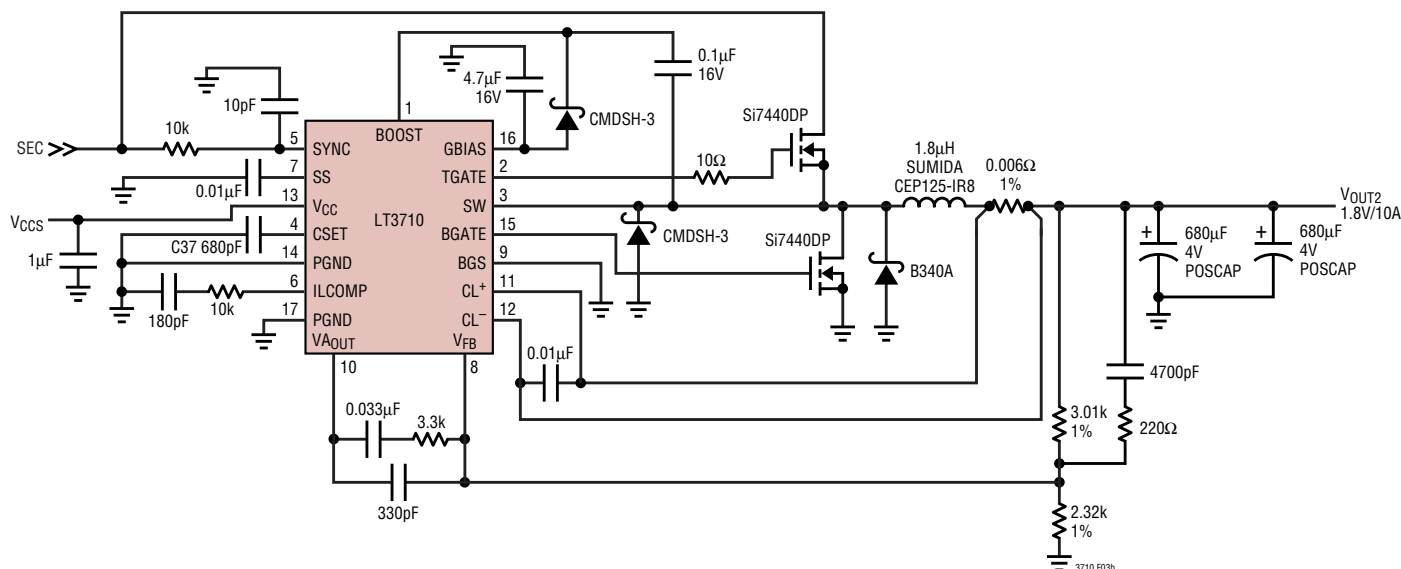 0.1µF
16V
4.7µF
16V
10pF
1
CMDSH-3
Si7440DP
10k
5
BOOST
16
SEC
SYNC
GBIAS
1.8µH
SUMIDA
CEP125-IR8
0.006Ω
1%
7
10Ω
2
SS
TGATE
0.01µF
13
3
VOUT2
1.8V/10A
VCC
LT3710
SW
VCCS
4
15
CMDSH-3
Si7440DP
CSET
BGATE
C37 680pF
+
680µF
4V
POSCAP
+
680µF
4V
POSCAP
1µF
14
9
B340A
PGND
BGS
6
11
ILCOMP
CL+
180pF
10k
17
12
PGND
CL–
VAOUT
VFB
0.01µF
10
8
4700pF
0.033µF
3.3k
3.01k
1%
220Ω
330pF
2.32k
1%
3710 F03b